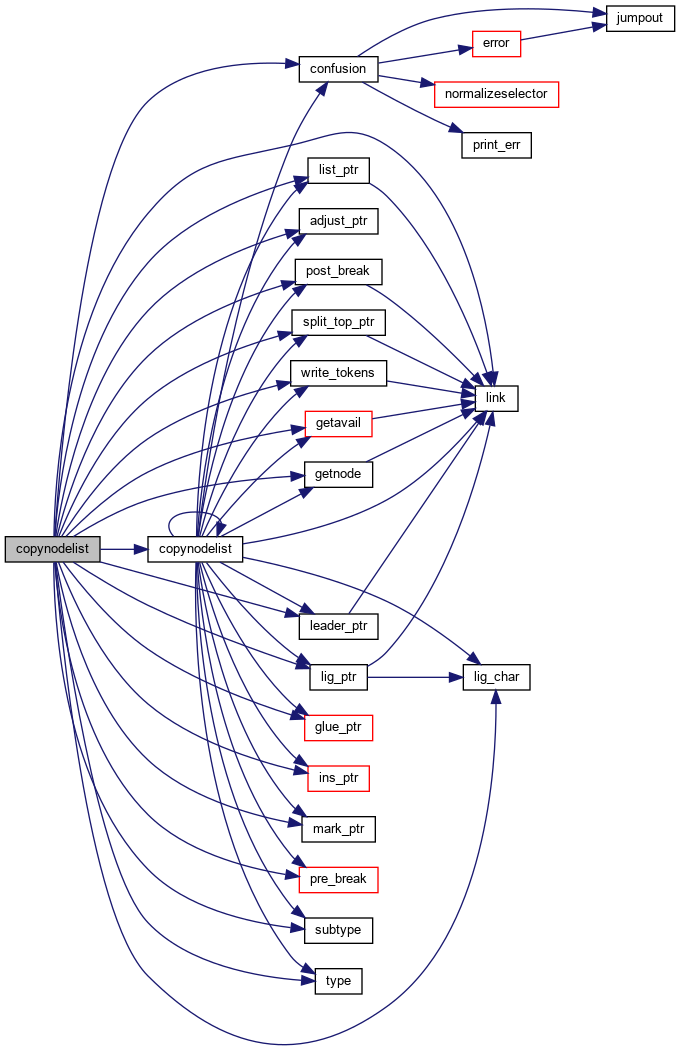 jumpout
error
confusion
normalizeselector
print_err
list_ptr
adjust_ptr
post_break
split_top_ptr
write_tokens
link
getavail
getnode
copynodelist
copynodelist
leader_ptr
lig_ptr
lig_char
glue_ptr
ins_ptr
mark_ptr
pre_break
subtype
type